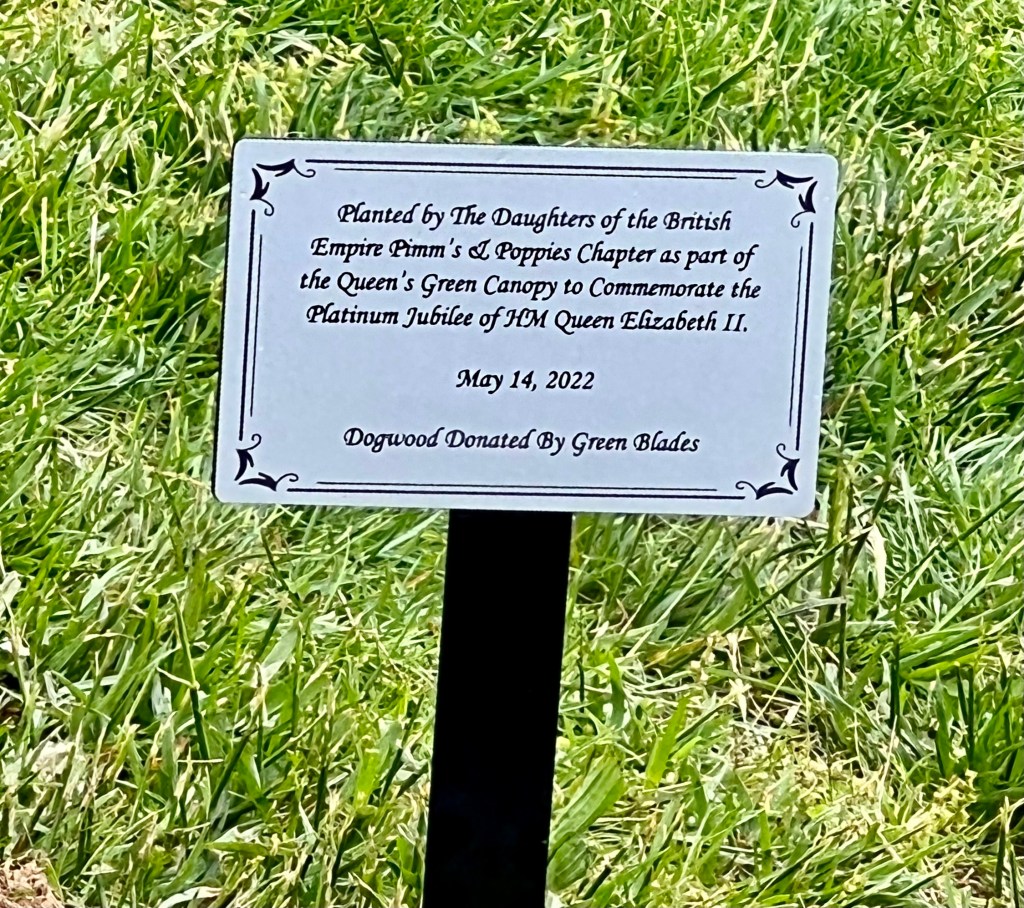 Planted by The Daughters of the British
Empire Pimm's & Poppies Chapter as part of
the Queen's Green Canopy to Commemorate the
Platinum Jubilee of HM Queen Elizabeth II.
May 14, 2022
Dogwood Donated By Green Blades